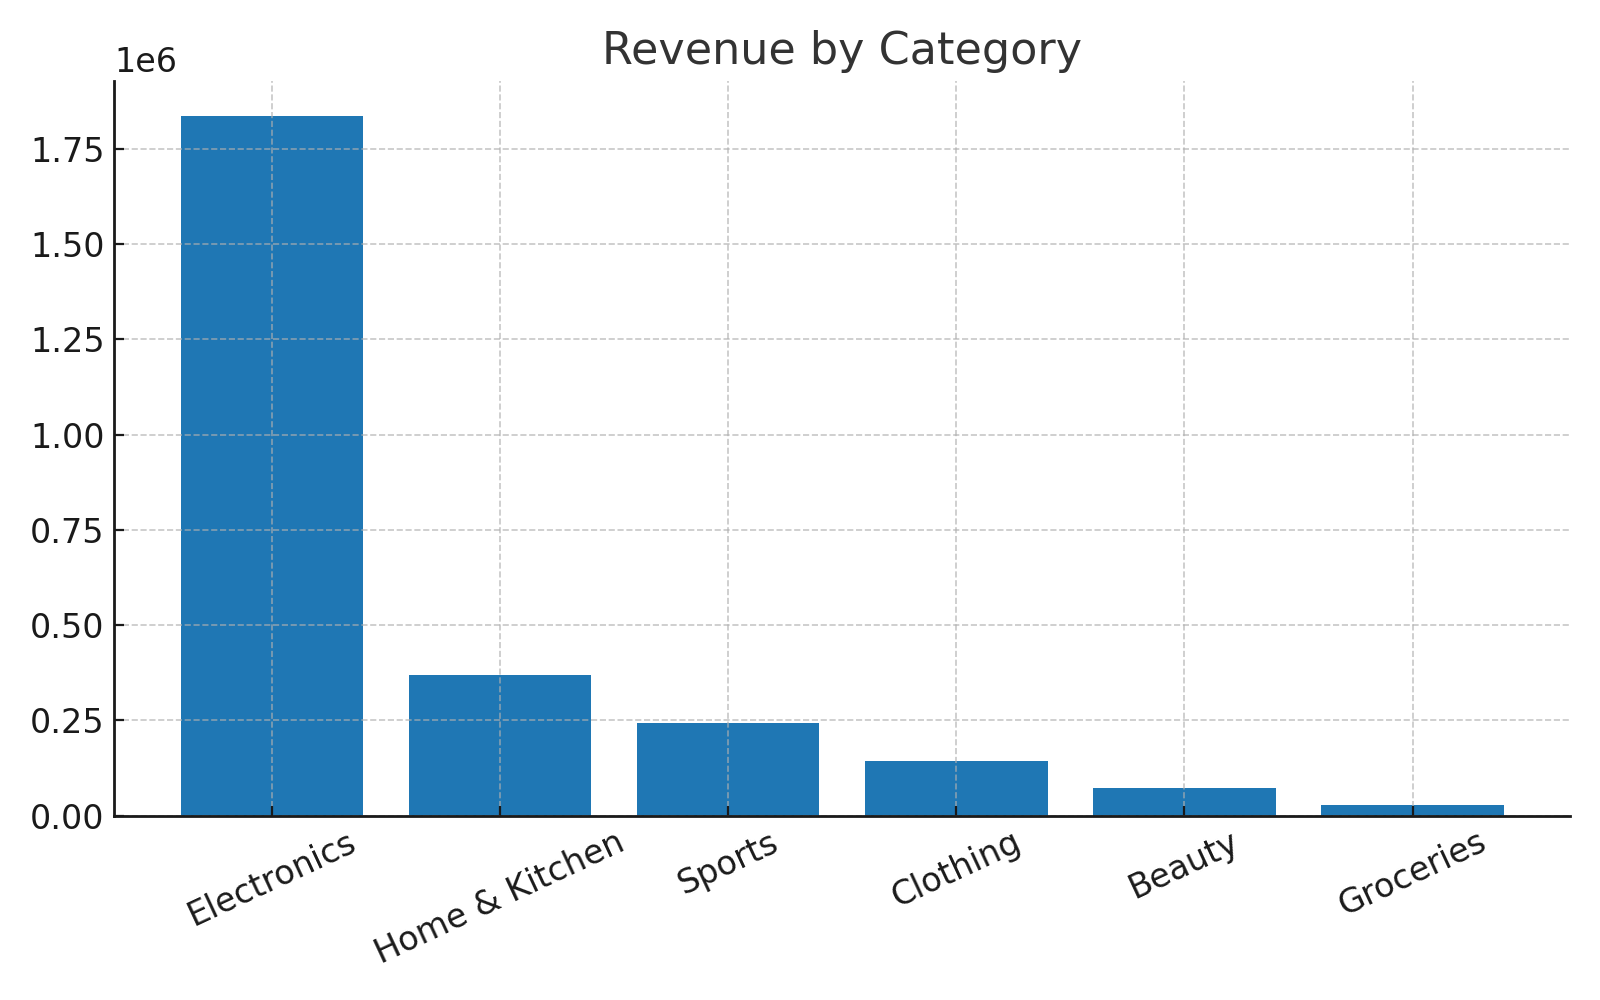 Revenue by Category
1e6
1.75
1.50
1.25
1.00
0.75
0.50
0.25
0.00
Electronics
Home & Kitchen
Sports
Clothing
Beauty
Groceries